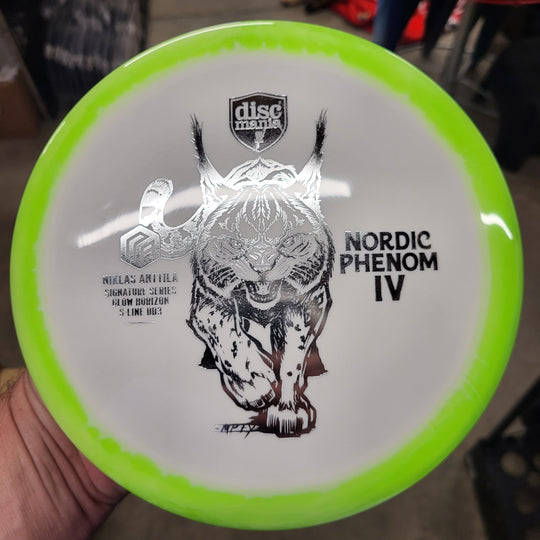 disc
mania
NORDIC
PHENOM
IV
NIKLAS ANTTILA
SIGNATURE SERIES
GLOW HORIZON
S-LINE DD3